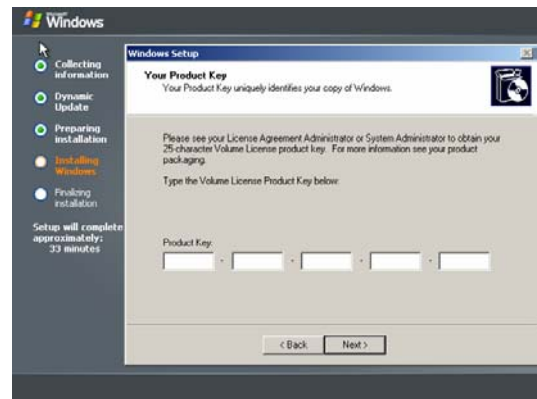 Microsoft
Windows
Collecting
information
Dynamic
Update
Preparing
installation
Installing
Windows
Finalizing
installation
Setup will complete
approximately:
33 minutes
Windows Setup
Your Product Key
Your Product Key uniquely identifies your copy of Windows.
Please see your License Agreement Administrator or System Administrator to obtain your
25-character Volume License product key. For more information see your product
packaging.
Type the Volume License Product Key below:
Product Key:
- - - -
< Back Next >